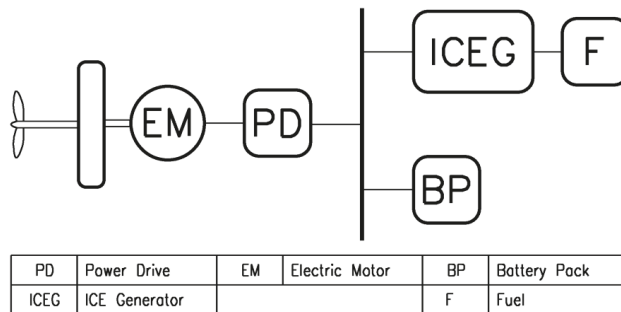 ICEG F
EM PD
BP
PD Power Drive EM Electric Motor BP Battery Pack
ICEG ICE Generator F Fuel